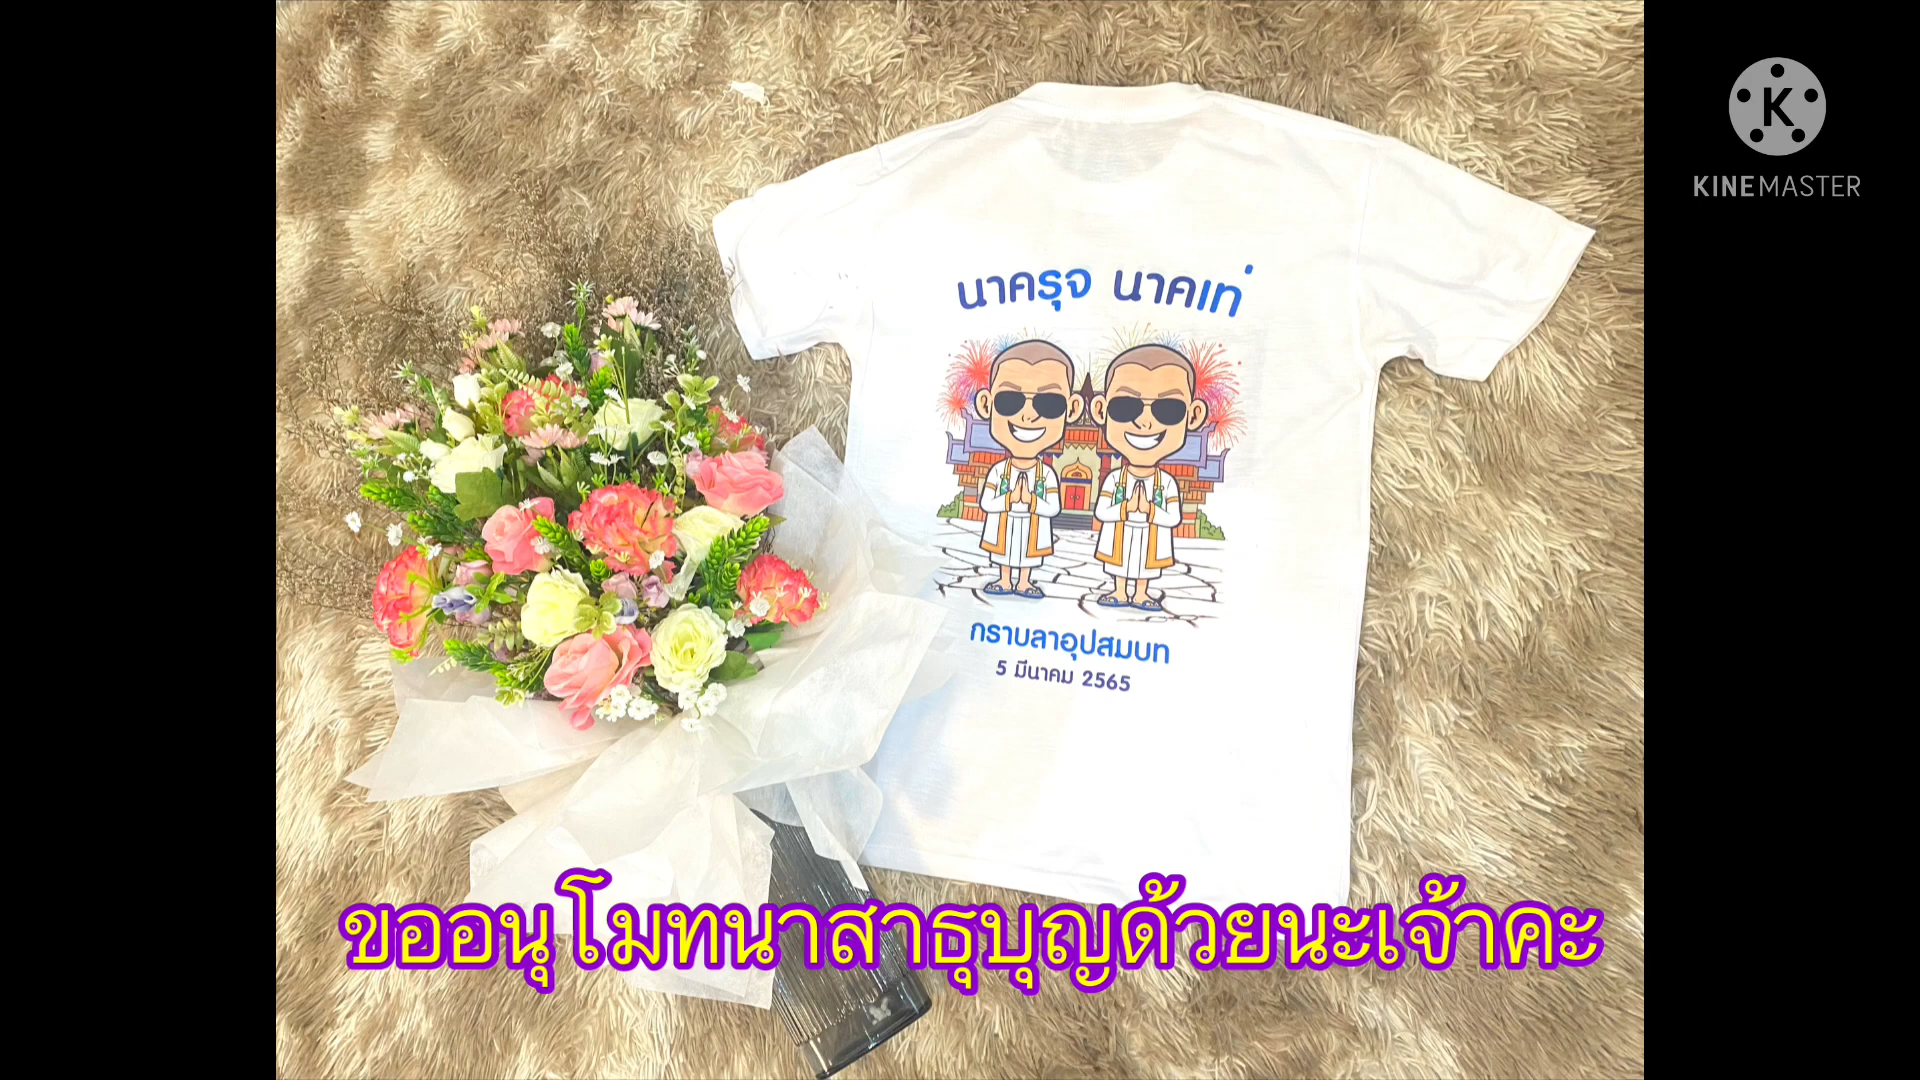 K
KINEMASTER
นาครุจ นาคเท่
กราบลาอุปสมบท
5 มีนาคม 2565
ขออนุโมทนาสาธุบุญด้วยนะเจ้าคะ